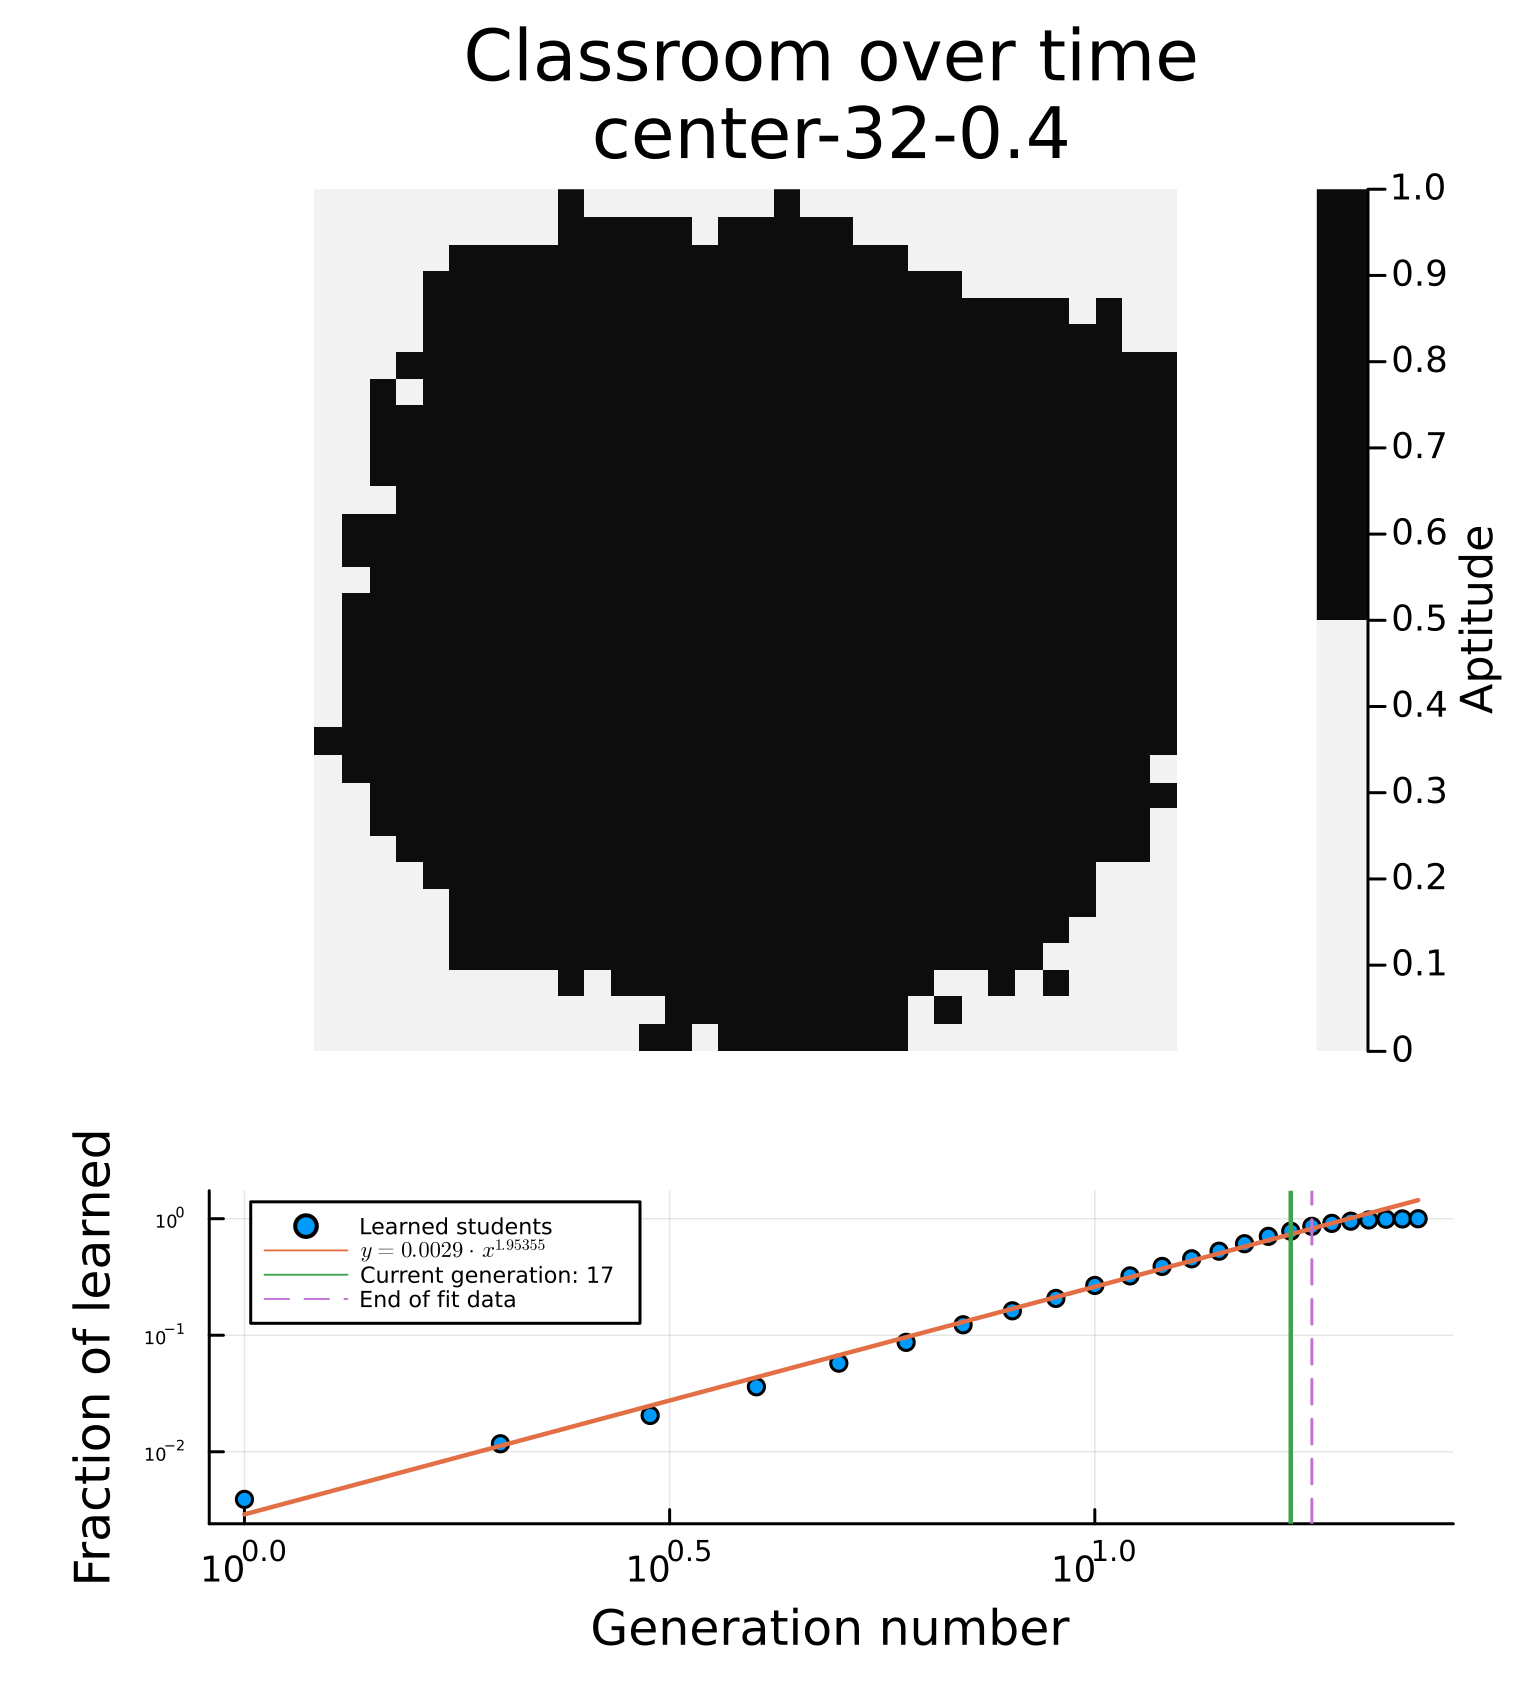 Classroom over time
center-32-0.4
1.0
0.9
0.8
0.7
0.6
0.5
0.4
0.3
0.2
0.1
0
Aptitude
Fraction of learned
10⁰
10⁻¹
10⁻²
Learned students
y = 0.0029 · x^1.95355
Current generation: 17
End of fit data
10^0.0
10^0.5
10^1.0
Generation number